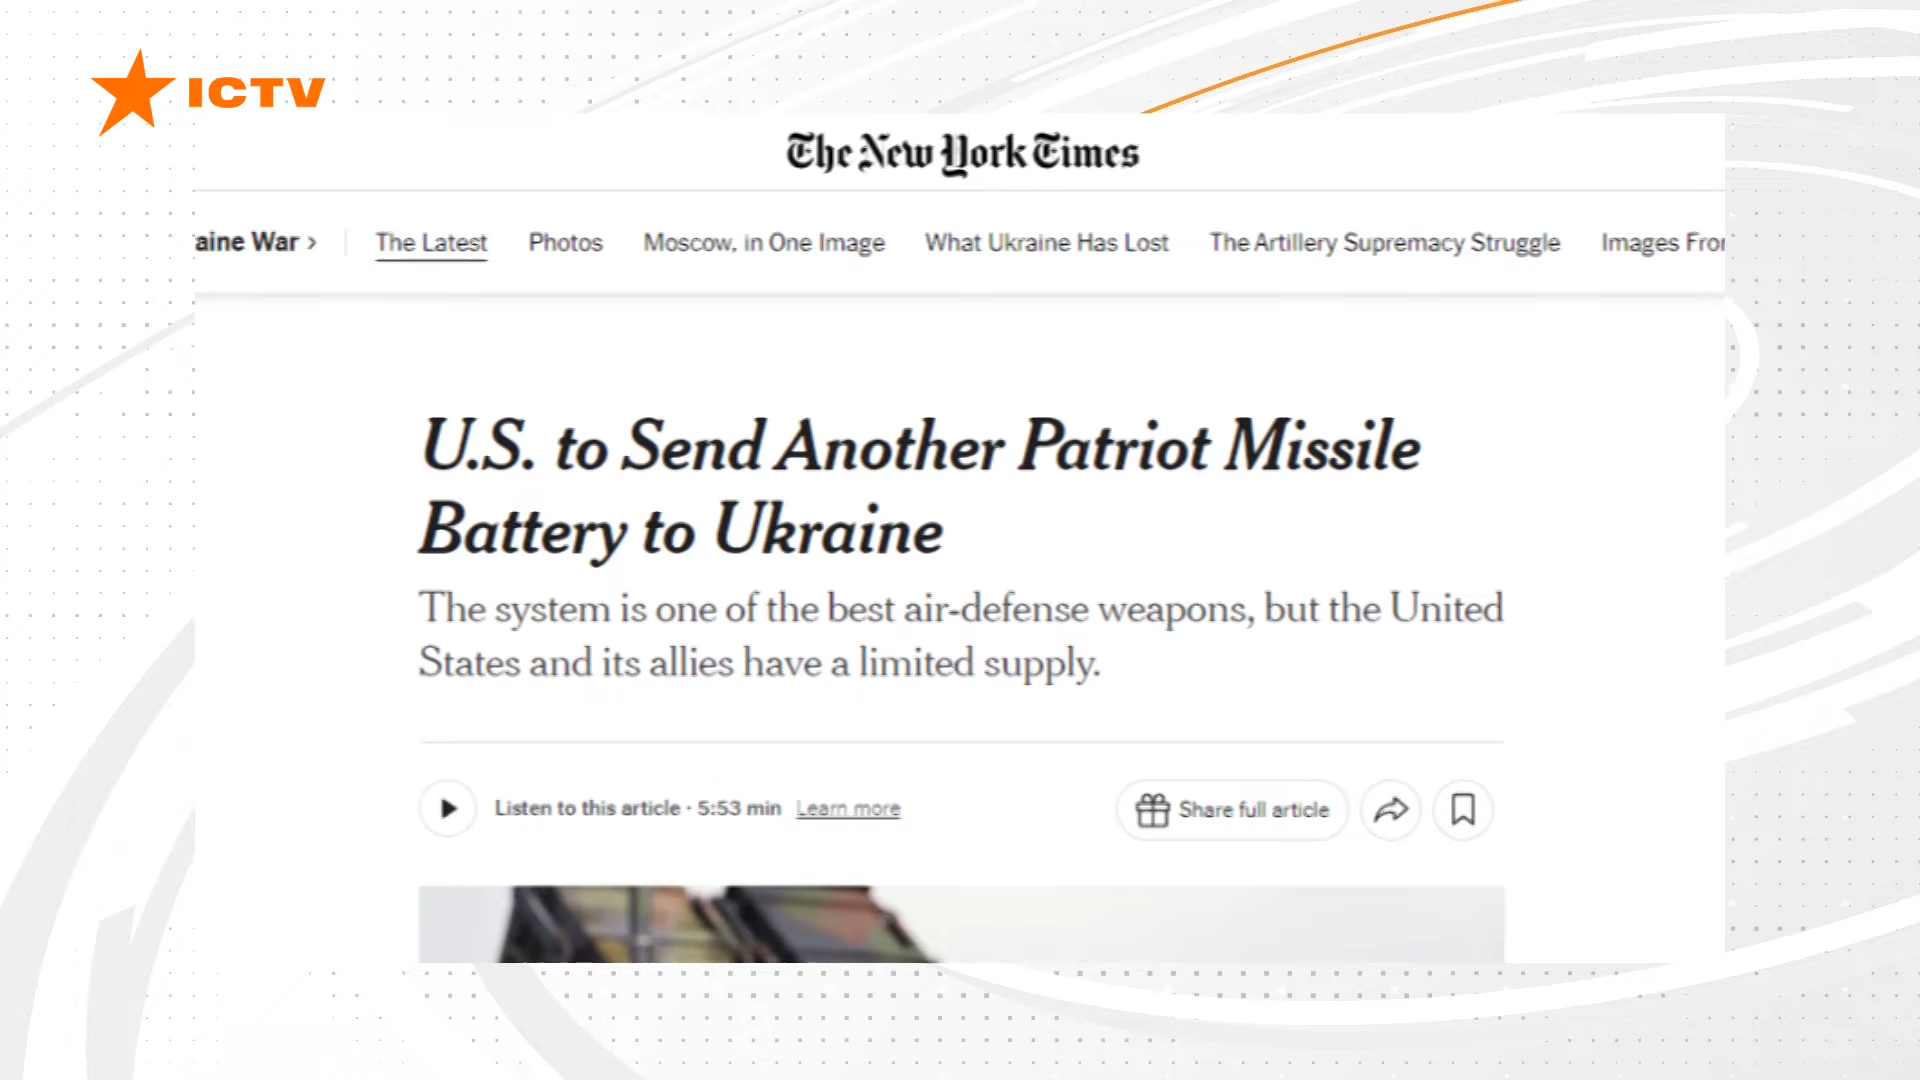 ICTV
The New York Times
aine War > The Latest Photos Moscow, in One Image What Ukraine Has Lost The Artillery Supremacy Struggle Images Fro
U.S. to Send Another Patriot Missile
Battery to Ukraine
The system is one of the best air-defense weapons, but the United
States and its allies have a limited supply.
Listen to this article · 5:53 min Learn more Share full article